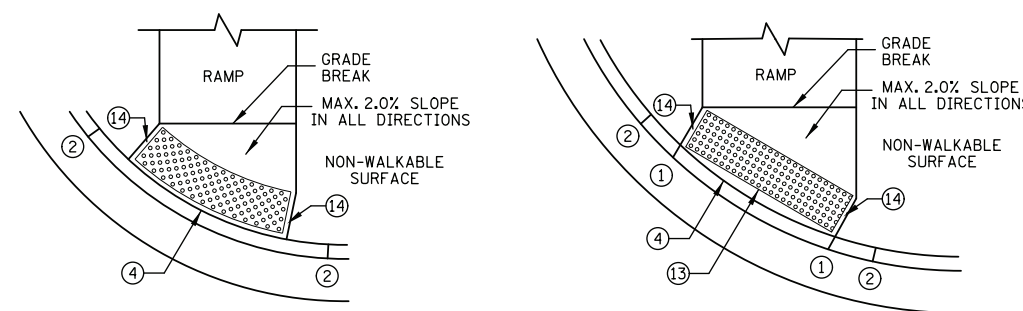 RAMP
GRADE
BREAK
MAX. 2.0% SLOPE
IN ALL DIRECTIONS
NON-WALKABLE
SURFACE
14
2
14
4
2
RAMP
GRADE
BREAK
MAX. 2.0% SLOPE
IN ALL DIRECTIONS
NON-WALKABLE
SURFACE
14
2
1
14
4
13
1
2